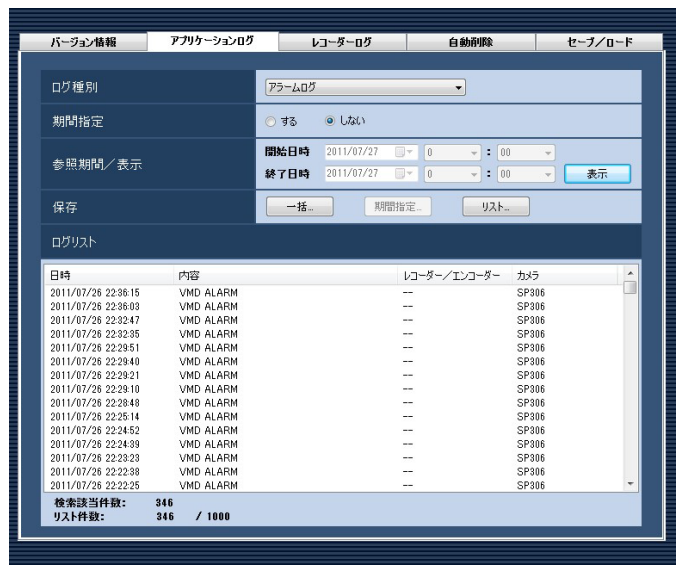 バージョン情報 アプリケーションログ レコーダーログ 自動削除 セーブ／ロード
ログ種別 アラームログ
期間指定 する しない
参照期間／表示 開始日時 2011/07/27 0 : 00
終了日時 2011/07/27 0 : 00 表示
保存 一括... 期間指定... リスト...
ログリスト
日時 内容 レコーダー／エンコーダー カメラ
2011/07/26 22:36:15 VMD ALARM -- SP306
2011/07/26 22:36:03 VMD ALARM -- SP306
2011/07/26 22:32:47 VMD ALARM -- SP306
2011/07/26 22:32:35 VMD ALARM -- SP306
2011/07/26 22:29:51 VMD ALARM -- SP306
2011/07/26 22:29:40 VMD ALARM -- SP306
2011/07/26 22:29:21 VMD ALARM -- SP306
2011/07/26 22:29:10 VMD ALARM -- SP306
2011/07/26 22:28:48 VMD ALARM -- SP306
2011/07/26 22:25:14 VMD ALARM -- SP306
2011/07/26 22:24:52 VMD ALARM -- SP306
2011/07/26 22:24:39 VMD ALARM -- SP306
2011/07/26 22:23:23 VMD ALARM -- SP306
2011/07/26 22:22:38 VMD ALARM -- SP306
2011/07/26 22:22:25 VMD ALARM -- SP306
検索該当件数: 346
リスト件数: 346 / 1000